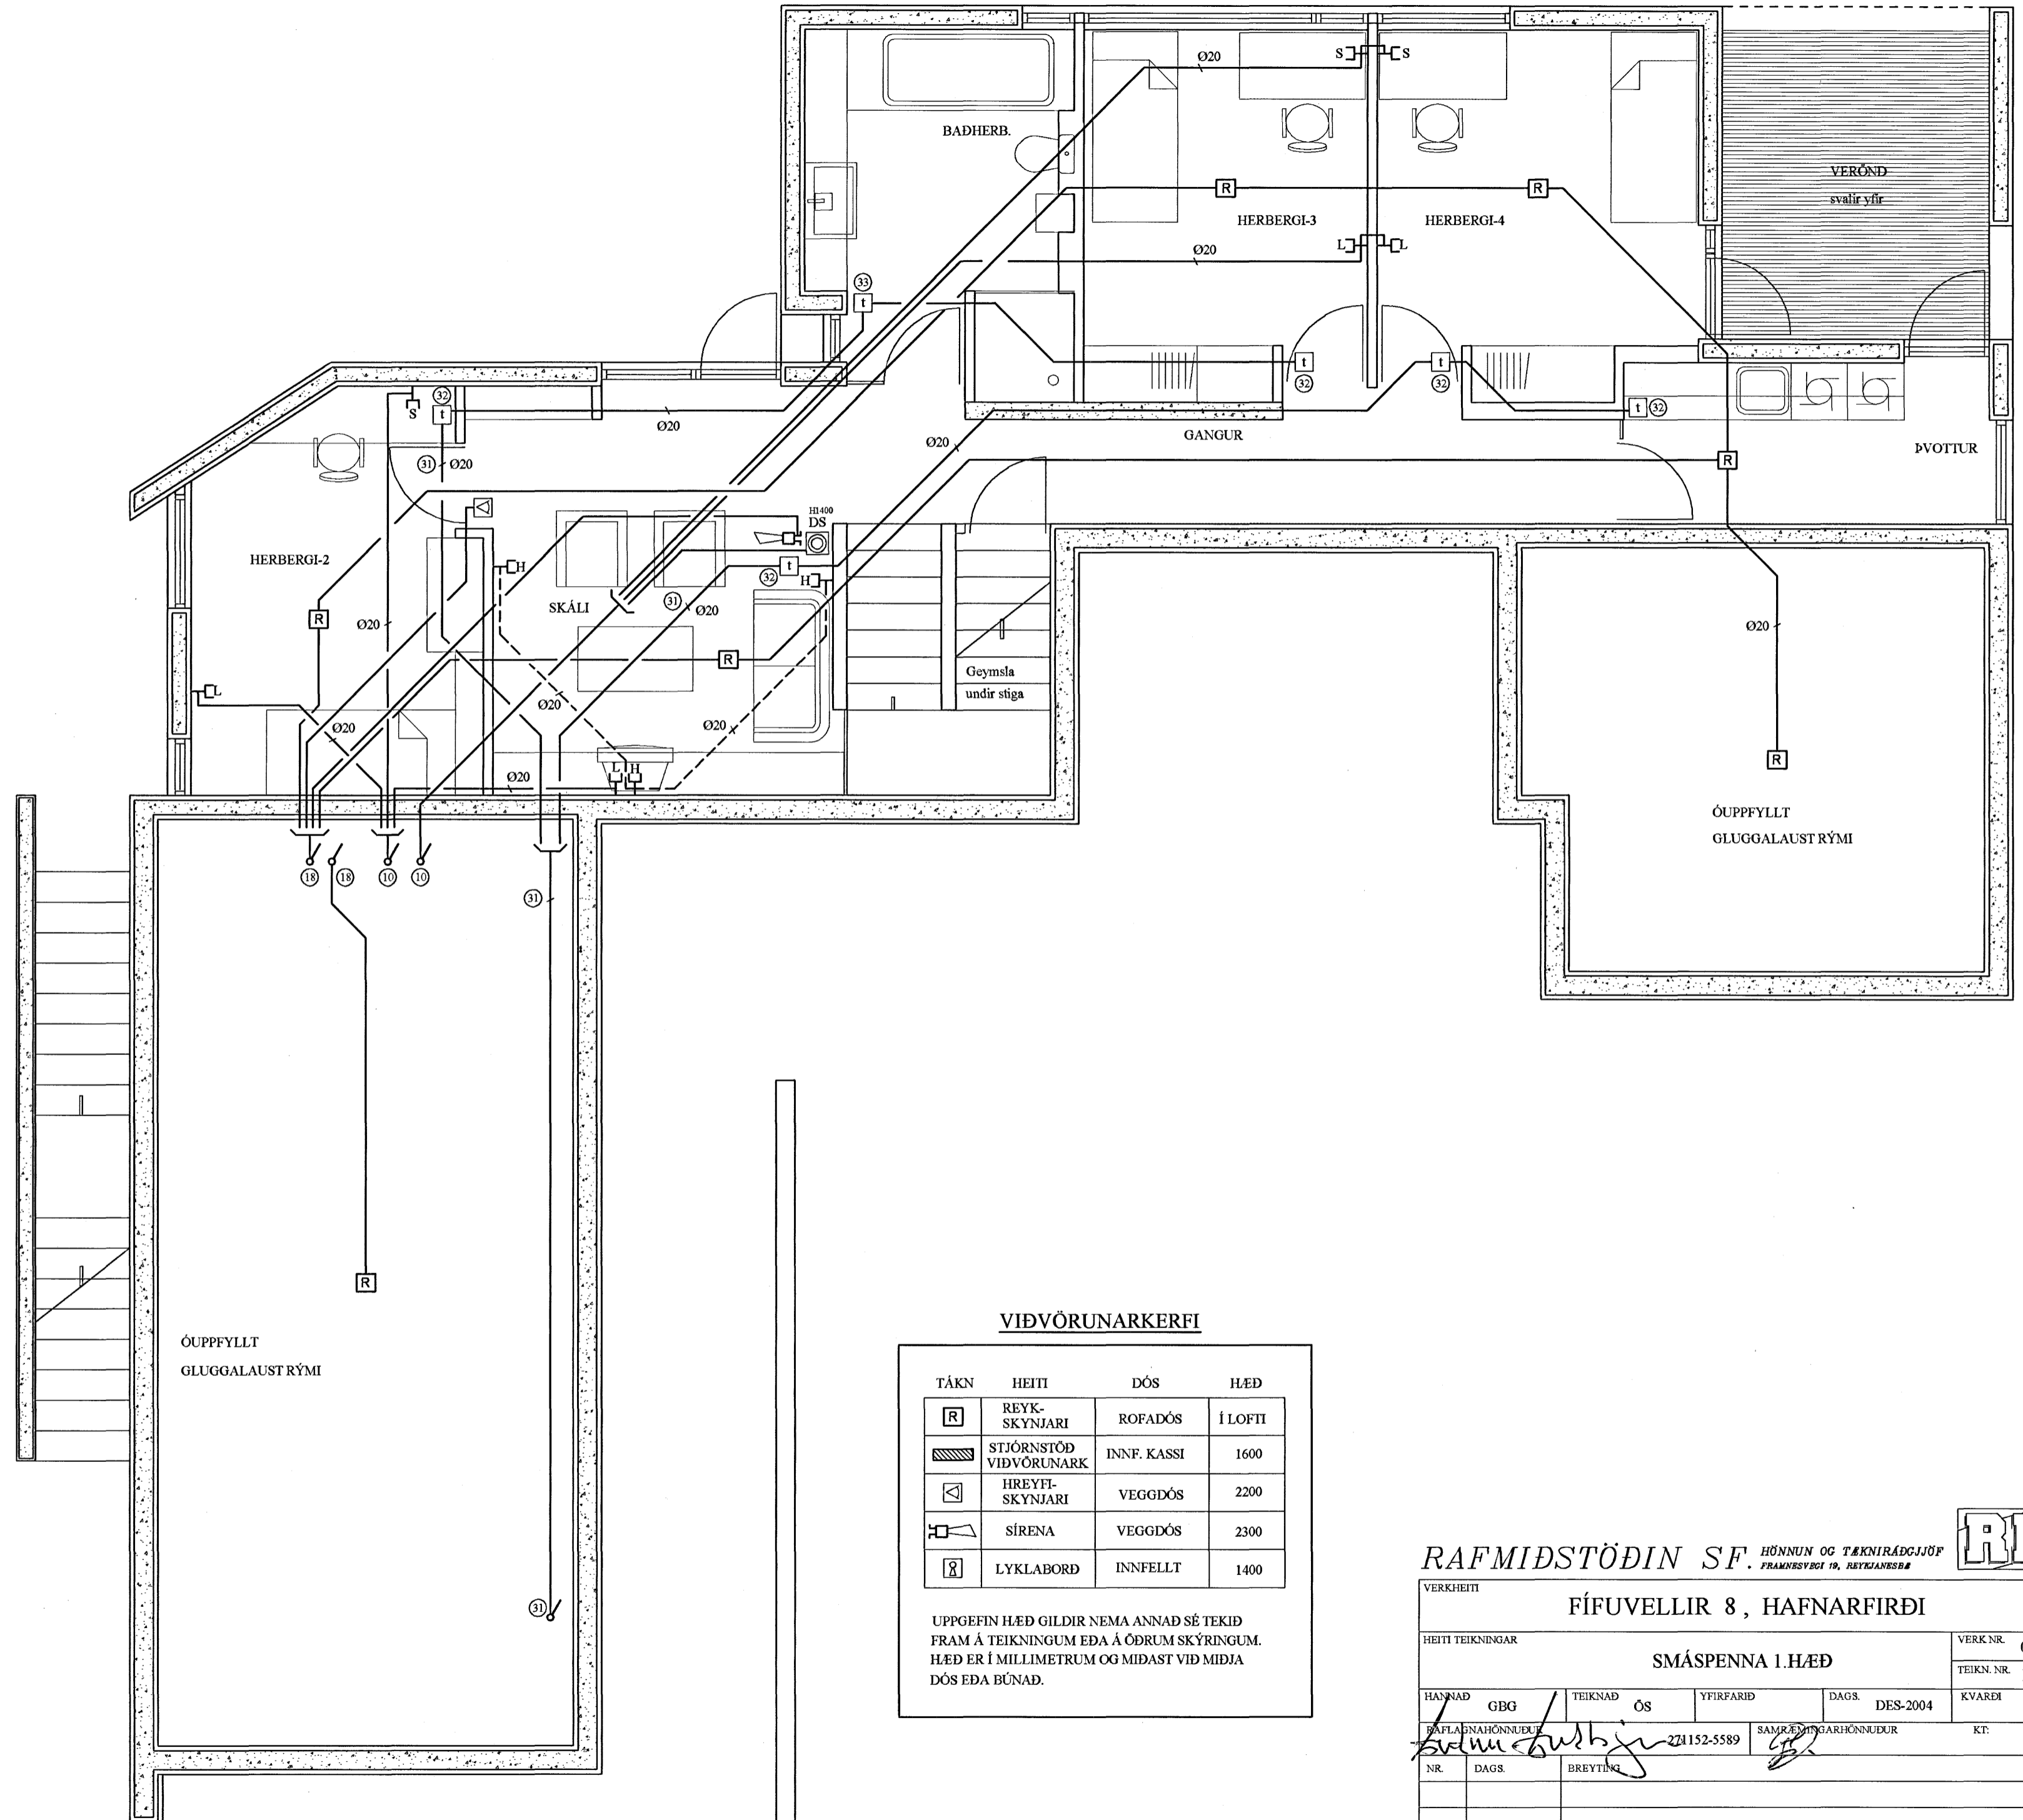 Ø20
S
S
BAÐHERB.
VERÖND
svalir yfir
R
R
HERBERGI-3
HERBERGI-4
Ø20
L
L
33
t
t
32
t
32
32
t
S
Ø20
t
32
GANGUR
Ø20
31
Ø20
R
ÞVOTTUR
H1400
DS
HERBERGI-2
H
t
32
H
SKÁLI
31
Ø20
R
Ø20
Ø20
R
Geymsla
undir stiga
L
Ø20
Ø20
Ø20
Ø20
L
H
R
ÓUPPFYLLT
GLUGGALAUST RÝMI
18
18
10
10
31
R
ÓUPPFYLLT
GLUGGALAUST RÝMI
31
VIÐVÖRUNARKERFI
TÁKN HEITI DÓS HÆÐ
R REYK-
SKYNJARI ROFADÓS Í LOFTI
STJÓRNSTÖÐ
VIÐVÖRUNARK INNF. KASSI 1600
HREYFI-
SKYNJARI VEGGDÓS 2200
SÍRENA VEGGDÓS 2300
LYKLABORÐ INNFELLT 1400
UPPGEFIN HÆÐ GILDIR NEMA ANNAÐ SÉ TEKIÐ
FRAM Á TEIKNINGUM EÐA Á ÖÐRUM SKÝRINGUM.
HÆÐ ER Í MILLIMETRUM OG MIÐAST VIÐ MIÐJA
DÓS EÐA BÚNAÐ.
RAFMIÐSTÖÐIN SF. HÖNNUN OG TÆKNIRÁÐGJJÖF
FRAMNESVEGI 19, REYKJANESBÆ
VERKHEITI
FÍFUVELLIR 8, HAFNARFIRÐI
HEITI TEIKNINGAR
SMÁSPENNA 1.HÆÐ
VERK NR.
TEIKN. NR.
HANNAÐ GBG TEIKNAÐ ÖS YFIRFARIÐ DAGS. DES-2004 KVARÐI
RAFLAGNAHÖNNUÐUR 271152-5589 SAMRÆMINGARHÖNNUÐUR KT:
NR. DAGS. BREYTING